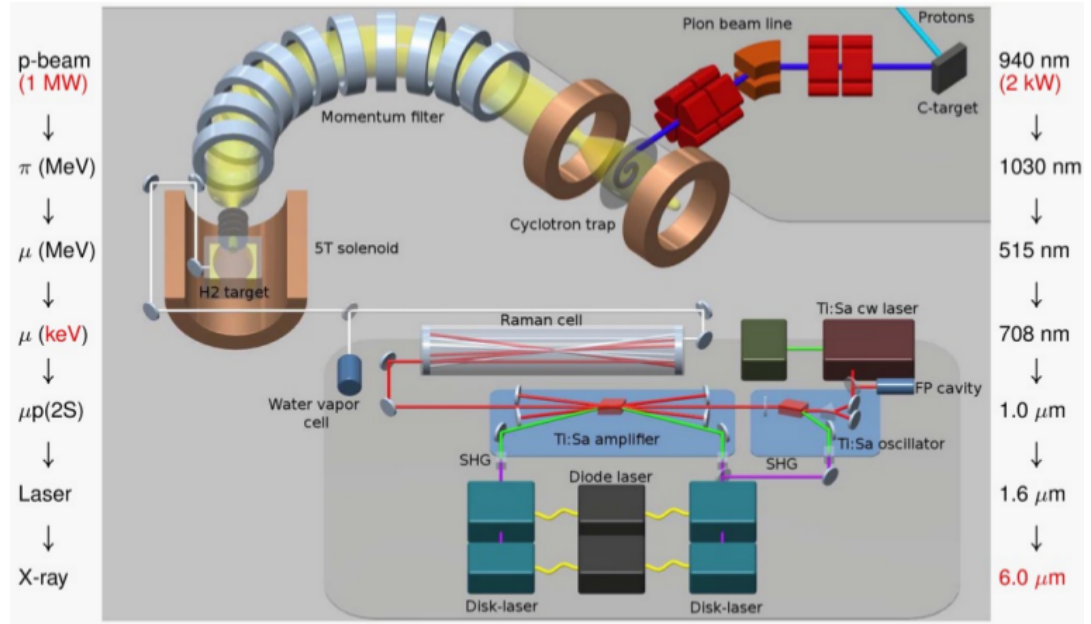 p-beam
(1 MW)
↓
π (MeV)
↓
μ (MeV)
↓
μ (keV)
↓
μp(2S)
↓
Laser
↓
X-ray
Momentum filter
Pion beam line
Protons
C-target
Cyclotron trap
5T solenoid
H2 target
Raman cell
Ti:Sa cw laser
FP cavity
Water vapor
cell
Ti:Sa amplifier
Ti:Sa oscillator
SHG
SHG
Diode laser
Disk-laser
Disk-laser
940 nm
(2 kW)
↓
1030 nm
↓
515 nm
↓
708 nm
↓
1.0 μm
↓
1.6 μm
↓
6.0 μm